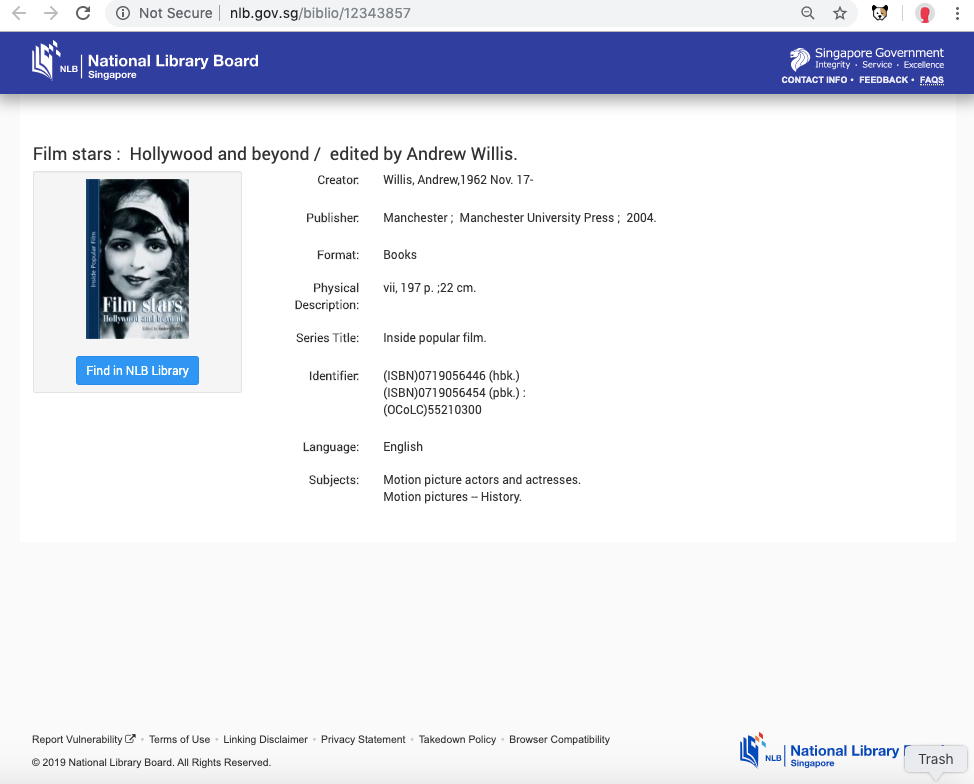 Not Secure | nlb.gov.sg/biblio/12343857
NLB National Library Board
Singapore
Singapore Government
Integrity · Service · Excellence
CONTACT INFO • FEEDBACK • FAQS
Film stars : Hollywood and beyond / edited by Andrew Willis.
Inside Popular Film
Film stars
Hollywood and beyond
Find in NLB Library
Creator: Willis, Andrew,1962 Nov. 17-
Publisher: Manchester ; Manchester University Press ; 2004.
Format: Books
Physical Description: vii, 197 p. ;22 cm.
Series Title: Inside popular film.
Identifier: (ISBN)0719056446 (hbk.)
(ISBN)0719056454 (pbk.) :
(OCoLC)55210300
Language: English
Subjects: Motion picture actors and actresses.
Motion pictures -- History.
Report Vulnerability • Terms of Use • Linking Disclaimer • Privacy Statement • Takedown Policy • Browser Compatibility
© 2019 National Library Board. All Rights Reserved.
NLB National Library
Singapore
Trash